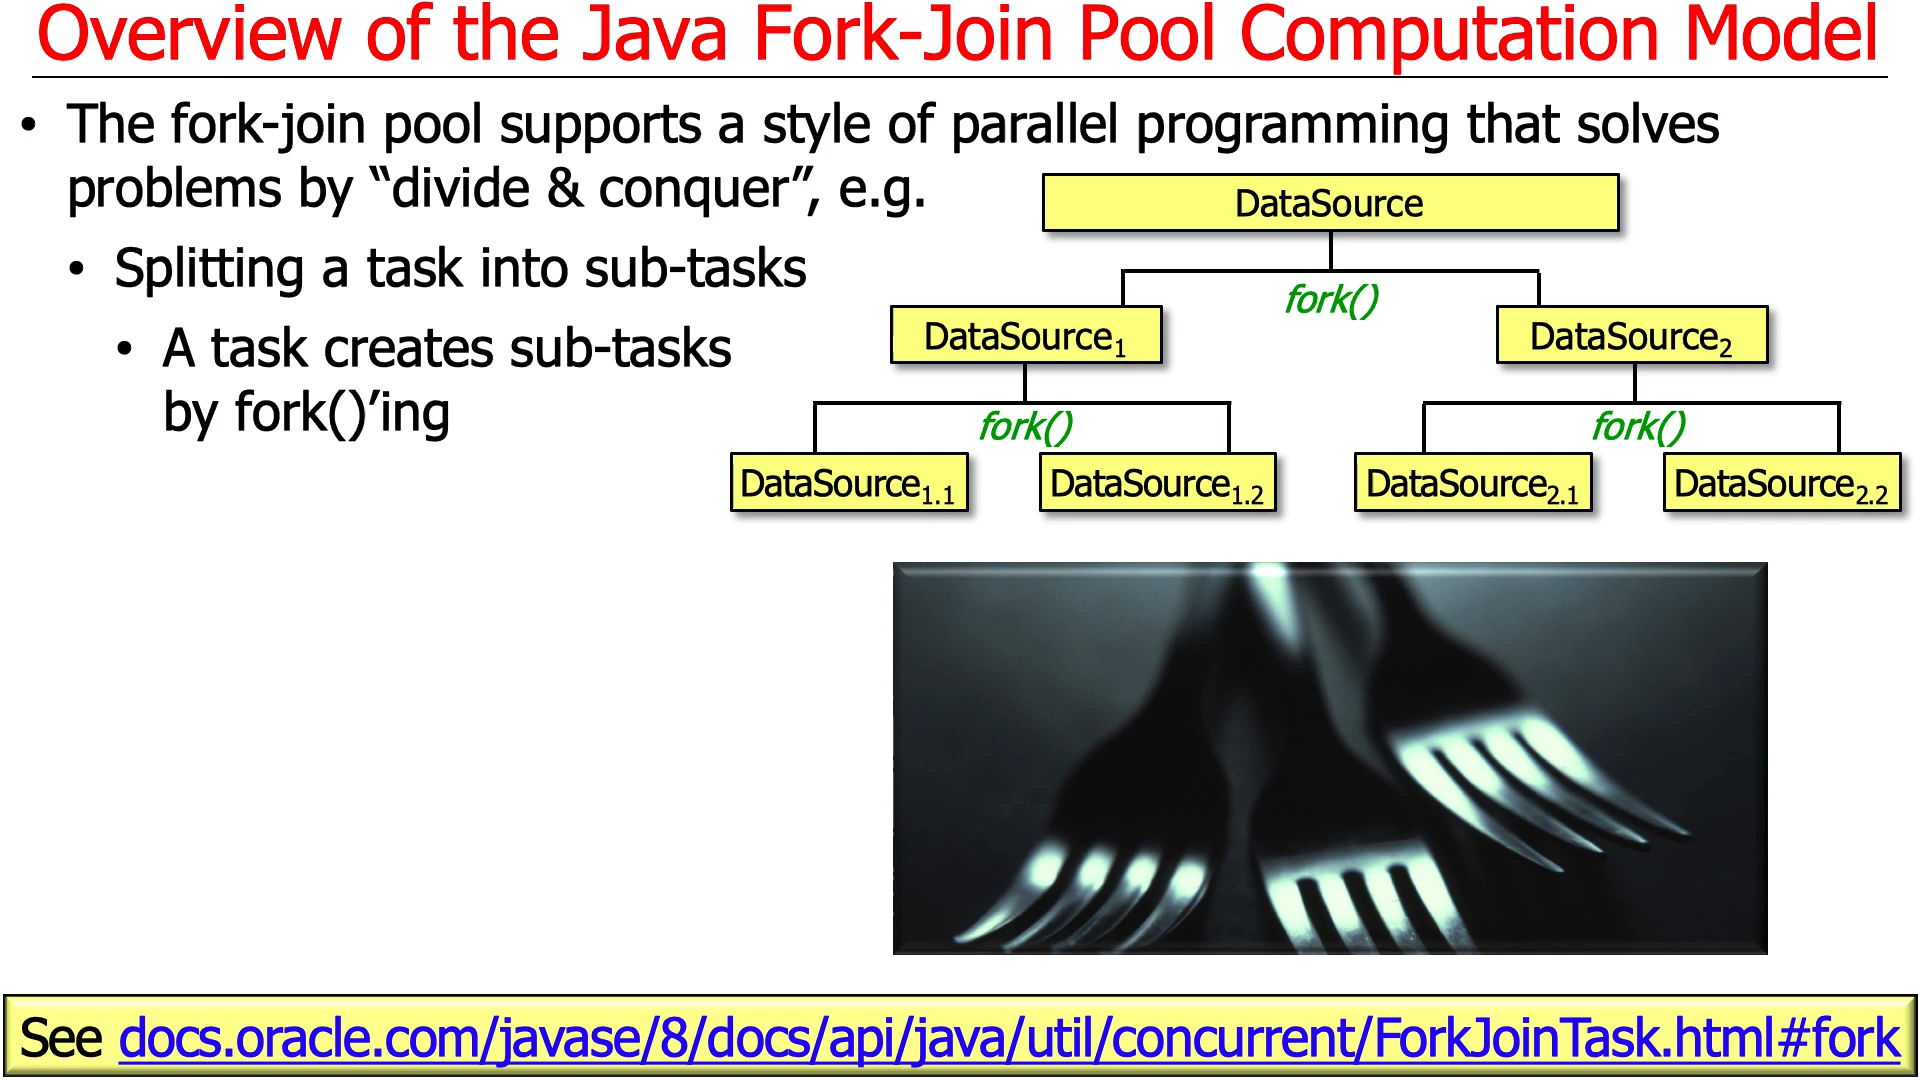 Overview of the Java Fork-Join Pool Computation Model
• The fork-join pool supports a style of parallel programming that solves
problems by “divide & conquer”, e.g.
• Splitting a task into sub-tasks
• A task creates sub-tasks
by fork()’ing
DataSource
fork()
DataSource1
DataSource2
fork()
fork()
DataSource1.1
DataSource1.2
DataSource2.1
DataSource2.2
See docs.oracle.com/javase/8/docs/api/java/util/concurrent/ForkJoinTask.html#fork